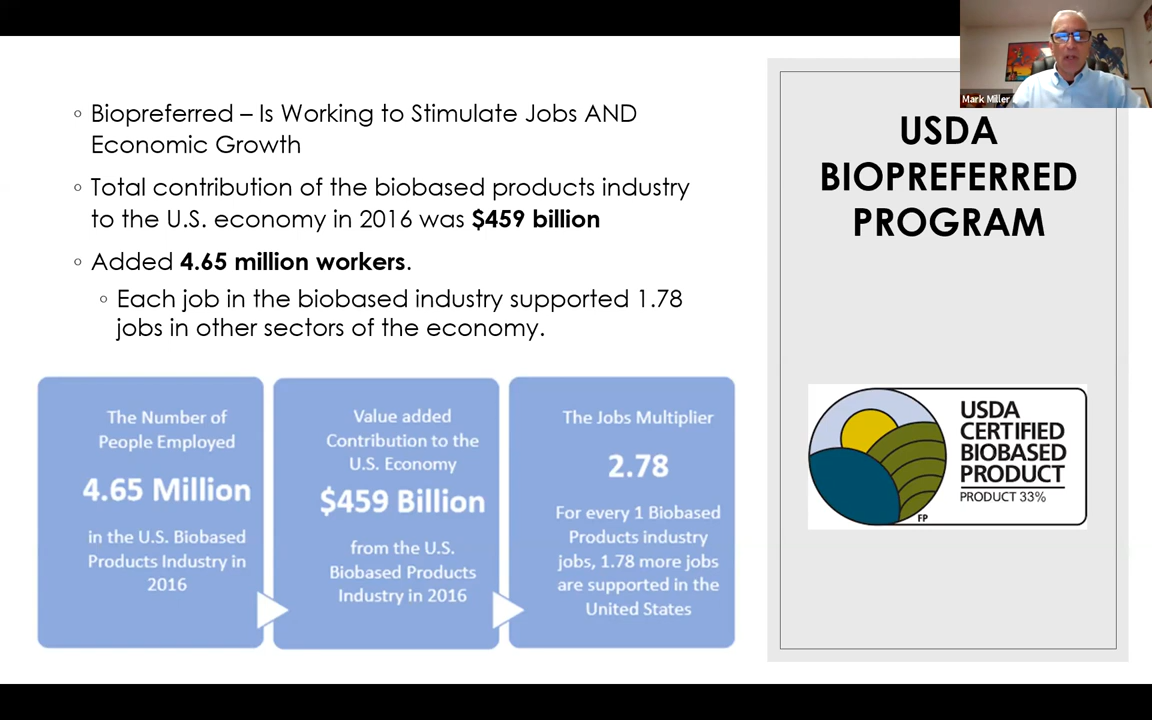 ◦ Biopreferred – Is Working to Stimulate Jobs AND
Economic Growth
◦ Total contribution of the biobased products industry
to the U.S. economy in 2016 was $459 billion
◦ Added 4.65 million workers.
◦ Each job in the biobased industry supported 1.78
jobs in other sectors of the economy.
The Number of
People Employed
4.65 Million
in the U.S. Biobased
Products Industry in
2016
Value added
Contribution to the
U.S. Economy
$459 Billion
from the U.S.
Biobased Products
Industry in 2016
The Jobs Multiplier
2.78
For every 1 Biobased
Products industry
jobs, 1.78 more jobs
are supported in the
United States
Mark Miller
USDA
BIOPREFERRED
PROGRAM
USDA
CERTIFIED
BIOBASED
PRODUCT
PRODUCT 33%
FP